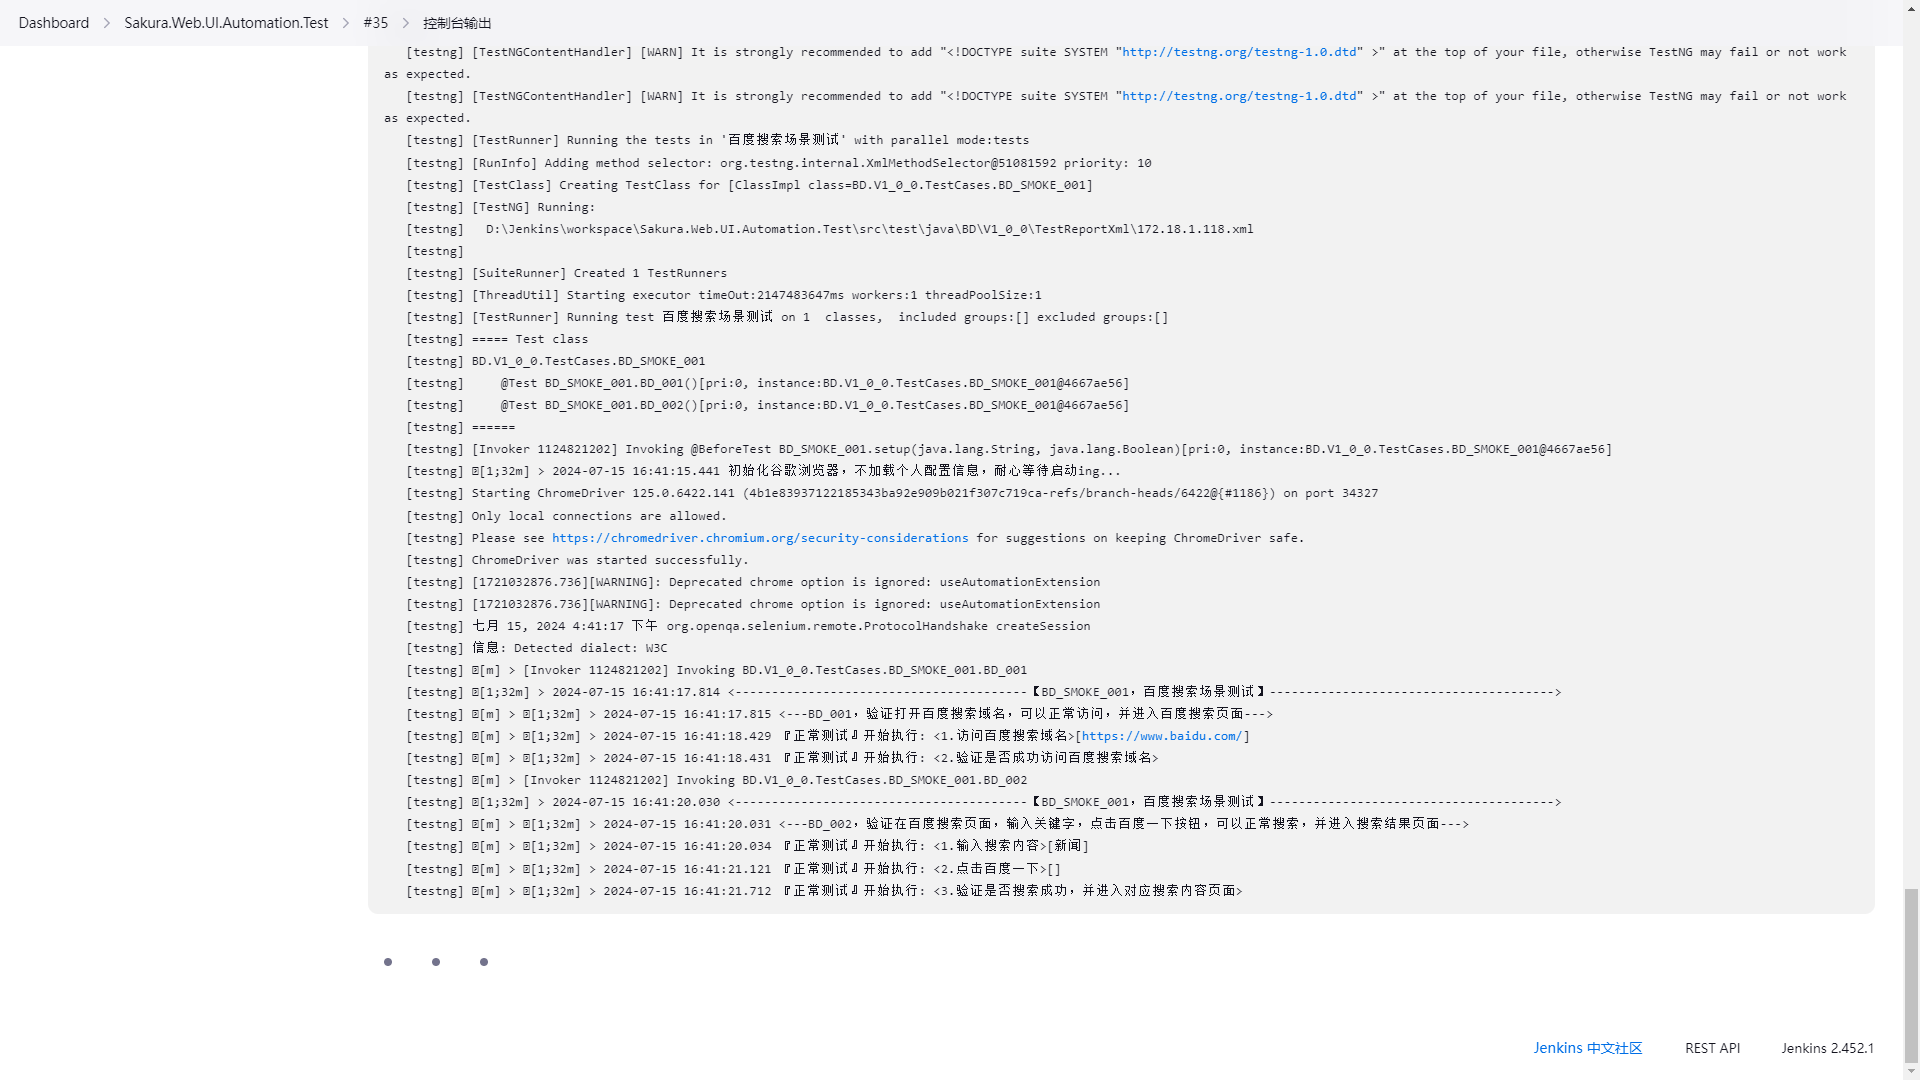 Dashboard > Sakura.Web.UI.Automation.Test > #35 > 控制台输出
[testng] [TestNGContentHandler] [WARN] It is strongly recommended to add "<!DOCTYPE suite SYSTEM "http://testng.org/testng-1.0.dtd" >" at the top of your file, otherwise TestNG may fail or not work
as expected.
[testng] [TestNGContentHandler] [WARN] It is strongly recommended to add "<!DOCTYPE suite SYSTEM "http://testng.org/testng-1.0.dtd" >" at the top of your file, otherwise TestNG may fail or not work
as expected.
[testng] [TestRunner] Running the tests in '百度搜索场景测试' with parallel mode:tests
[testng] [RunInfo] Adding method selector: org.testng.internal.XmlMethodSelector@51081592 priority: 10
[testng] [TestClass] Creating TestClass for [ClassImpl class=BD.V1_0_0.TestCases.BD_SMOKE_001]
[testng] [TestNG] Running:
[testng]   D:\Jenkins\workspace\Sakura.Web.UI.Automation.Test\src\test\java\BD\V1_0_0\TestReportXml\172.18.1.118.xml
[testng]
[testng] [SuiteRunner] Created 1 TestRunners
[testng] [ThreadUtil] Starting executor timeOut:2147483647ms workers:1 threadPoolSize:1
[testng] [TestRunner] Running test 百度搜索场景测试 on 1  classes,  included groups:[] excluded groups:[]
[testng] ===== Test class
[testng] BD.V1_0_0.TestCases.BD_SMOKE_001
[testng]     @Test BD_SMOKE_001.BD_001()[pri:0, instance:BD.V1_0_0.TestCases.BD_SMOKE_001@4667ae56]
[testng]     @Test BD_SMOKE_001.BD_002()[pri:0, instance:BD.V1_0_0.TestCases.BD_SMOKE_001@4667ae56]
[testng] ======
[testng] [Invoker 1124821202] Invoking @BeforeTest BD_SMOKE_001.setup(java.lang.String, java.lang.Boolean)[pri:0, instance:BD.V1_0_0.TestCases.BD_SMOKE_001@4667ae56]
[testng] [1;32m] > 2024-07-15 16:41:15.441 初始化谷歌浏览器，不加载个人配置信息，耐心等待启动ing...
[testng] Starting ChromeDriver 125.0.6422.141 (4b1e83937122185343ba92e909b021f307c719ca-refs/branch-heads/6422@{#1186}) on port 34327
[testng] Only local connections are allowed.
[testng] Please see https://chromedriver.chromium.org/security-considerations for suggestions on keeping ChromeDriver safe.
[testng] ChromeDriver was started successfully.
[testng] [1721032876.736][WARNING]: Deprecated chrome option is ignored: useAutomationExtension
[testng] [1721032876.736][WARNING]: Deprecated chrome option is ignored: useAutomationExtension
[testng] 七月 15, 2024 4:41:17 下午 org.openqa.selenium.remote.ProtocolHandshake createSession
[testng] 信息: Detected dialect: W3C
[testng] [m] > [Invoker 1124821202] Invoking BD.V1_0_0.TestCases.BD_SMOKE_001.BD_001
[testng] [1;32m] > 2024-07-15 16:41:17.814 <----------------------------------------【BD_SMOKE_001，百度搜索场景测试】--------------------------------------->
[testng] [m] > [1;32m] > 2024-07-15 16:41:17.815 <---BD_001，验证打开百度搜索域名，可以正常访问，并进入百度搜索页面--->
[testng] [m] > [1;32m] > 2024-07-15 16:41:18.429 『正常测试』开始执行: <1.访问百度搜索域名>[https://www.baidu.com/]
[testng] [m] > [1;32m] > 2024-07-15 16:41:18.431 『正常测试』开始执行: <2.验证是否成功访问百度搜索域名>
[testng] [m] > [Invoker 1124821202] Invoking BD.V1_0_0.TestCases.BD_SMOKE_001.BD_002
[testng] [1;32m] > 2024-07-15 16:41:20.030 <----------------------------------------【BD_SMOKE_001，百度搜索场景测试】--------------------------------------->
[testng] [m] > [1;32m] > 2024-07-15 16:41:20.031 <---BD_002，验证在百度搜索页面，输入关键字，点击百度一下按钮，可以正常搜索，并进入搜索结果页面--->
[testng] [m] > [1;32m] > 2024-07-15 16:41:20.034 『正常测试』开始执行: <1.输入搜索内容>[新闻]
[testng] [m] > [1;32m] > 2024-07-15 16:41:21.121 『正常测试』开始执行: <2.点击百度一下>[]
[testng] [m] > [1;32m] > 2024-07-15 16:41:21.712 『正常测试』开始执行: <3.验证是否搜索成功，并进入对应搜索内容页面>
Jenkins 中文社区 REST API Jenkins 2.452.1